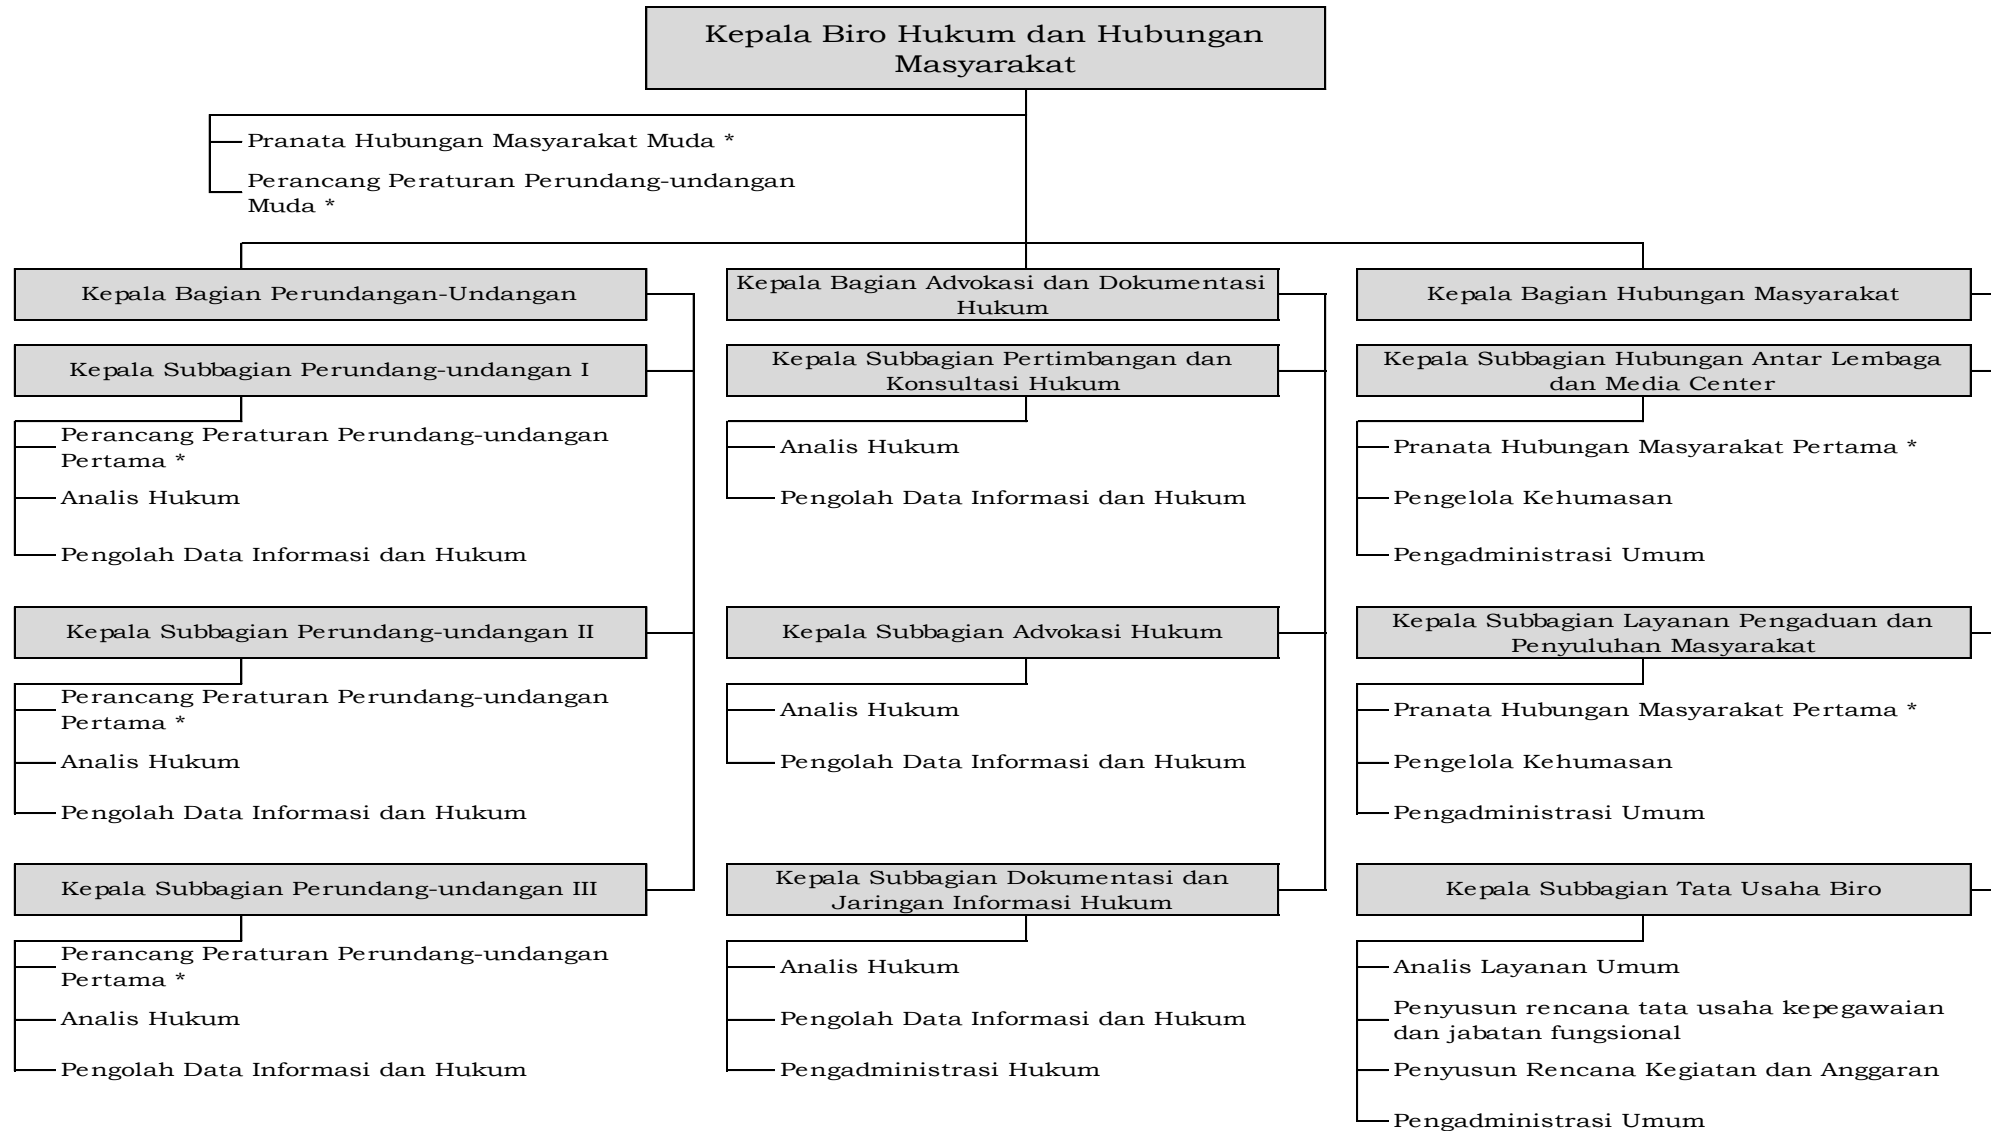 Kepala Biro Hukum dan Hubungan
Masyarakat
Pranata Hubungan Masyarakat Muda *
Perancang Peraturan Perundang-undangan
Muda *
Kepala Bagian Perundangan-Undangan
Kepala Subbagian Perundang-undangan I
Perancang Peraturan Perundang-undangan
Pertama *
Analis Hukum
Pengolah Data Informasi dan Hukum
Kepala Subbagian Perundang-undangan II
Perancang Peraturan Perundang-undangan
Pertama *
Analis Hukum
Pengolah Data Informasi dan Hukum
Kepala Subbagian Perundang-undangan III
Perancang Peraturan Perundang-undangan
Pertama *
Analis Hukum
Pengolah Data Informasi dan Hukum
Kepala Bagian Advokasi dan Dokumentasi
Hukum
Kepala Subbagian Pertimbangan dan
Konsultasi Hukum
Analis Hukum
Pengolah Data Informasi dan Hukum
Kepala Subbagian Advokasi Hukum
Analis Hukum
Pengolah Data Informasi dan Hukum
Kepala Subbagian Dokumentasi dan
Jaringan Informasi Hukum
Analis Hukum
Pengolah Data Informasi dan Hukum
Pengadministrasi Hukum
Kepala Bagian Hubungan Masyarakat
Kepala Subbagian Hubungan Antar Lembaga
dan Media Center
Pranata Hubungan Masyarakat Pertama *
Pengelola Kehumasan
Pengadministrasi Umum
Kepala Subbagian Layanan Pengaduan dan
Penyuluhan Masyarakat
Pranata Hubungan Masyarakat Pertama *
Pengelola Kehumasan
Pengadministrasi Umum
Kepala Subbagian Tata Usaha Biro
Analis Layanan Umum
Penyusun rencana tata usaha kepegawaian
dan jabatan fungsional
Penyusun Rencana Kegiatan dan Anggaran
Pengadministrasi Umum